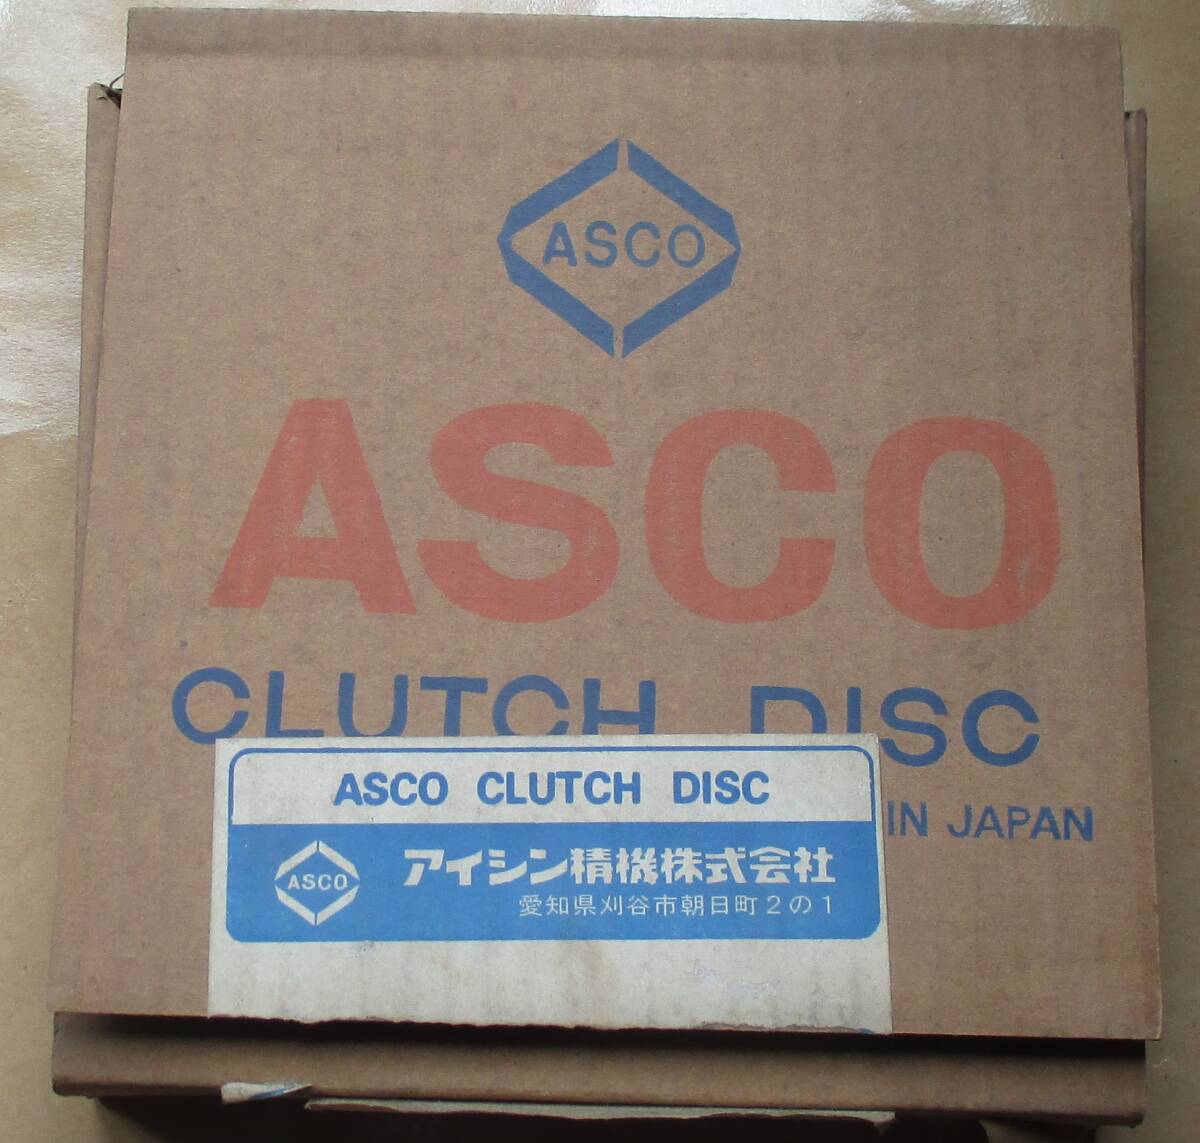 ASCO
ASCO
CLUTCH DISC
IN JAPAN
ASCO CLUTCH DISC
ASCO
アイシン精機株式会社
愛知県刈谷市朝日町2の1